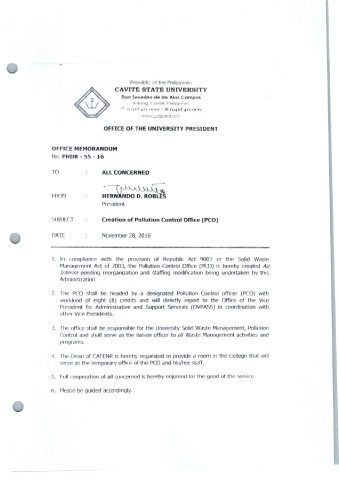 Republic of the Philippines
CAVITE STATE UNIVERSITY
Don Severino de las Alas Campus
Indang, Cavite, Philippines
www.cvsu.edu.ph
OFFICE OF THE UNIVERSITY PRESIDENT
OFFICE MEMORANDUM
No. PHDR - 55 - 16
TO : ALL CONCERNED
FROM : HERNANDO D. ROBLES
President
SUBJECT : Creation of Pollution Control Office (PCO)
DATE : November 28, 2016
1. In compliance with the provision of Republic Act 9003 or the Solid Waste
Management Act of 2003, the Pollution Control Office (PCO) is hereby created Ad
Interim pending reorganization and staffing modification being undertaken by this
Administration.
2. The PCO shall be headed by a designated Pollution Control officer (PCO) with
workload of eight (8) credits and will directly report to the Office of the Vice
President for Administration and Support Services (OVPASS) in coordination with
other Vice Presidents.
3. The office shall be responsible for the University Solid Waste Management, Pollution
Control and shall serve as the liaison officer to all Waste Management activities and
programs.
4. The Dean of CAFENR is hereby requested to provide a room in the College that will
serve as the temporary office of the PCO and his/her staff.
5. Full cooperation of all concerned is hereby enjoined for the good of the service.
6. Please be guided accordingly.